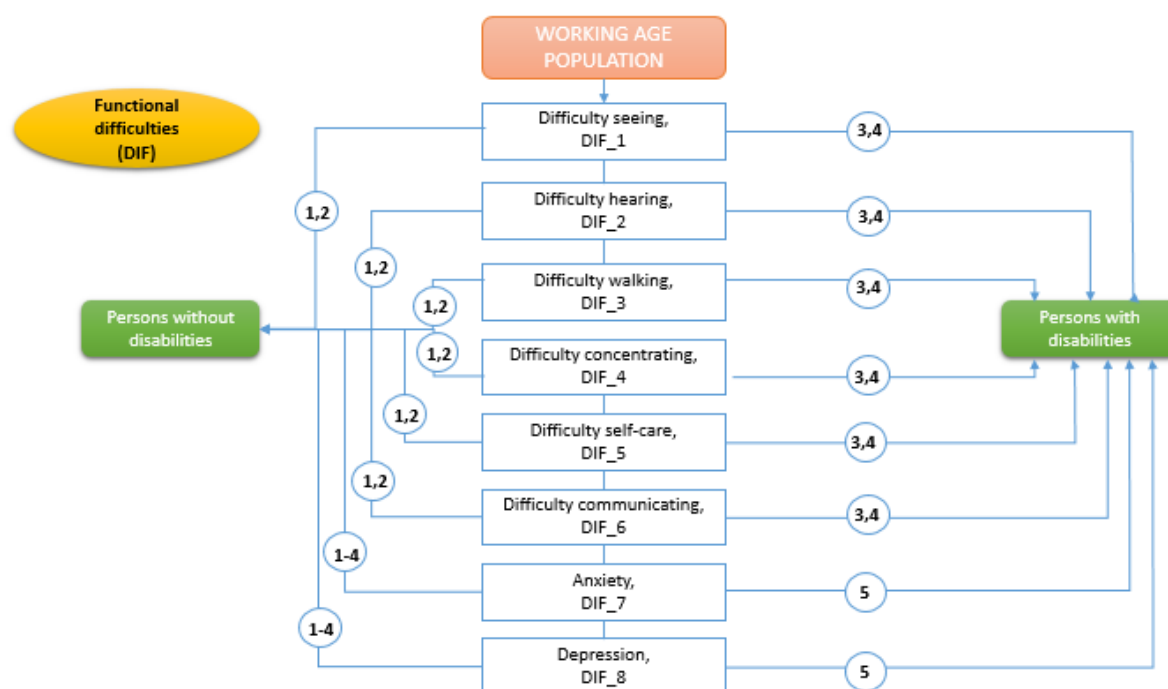 WORKING AGE
POPULATION
Functional
difficulties
(DIF)
Difficulty seeing,
DIF_1
3,4
1,2
Difficulty hearing,
DIF_2
3,4
1,2
Difficulty walking,
DIF_3
3,4
1,2
Persons without
disabilities
Persons with
disabilities
1,2
Difficulty concentrating,
DIF_4
3,4
1,2
Difficulty self-care,
DIF_5
3,4
1,2
Difficulty communicating,
DIF_6
3,4
1-4
Anxiety,
DIF_7
5
1-4
Depression,
DIF_8
5